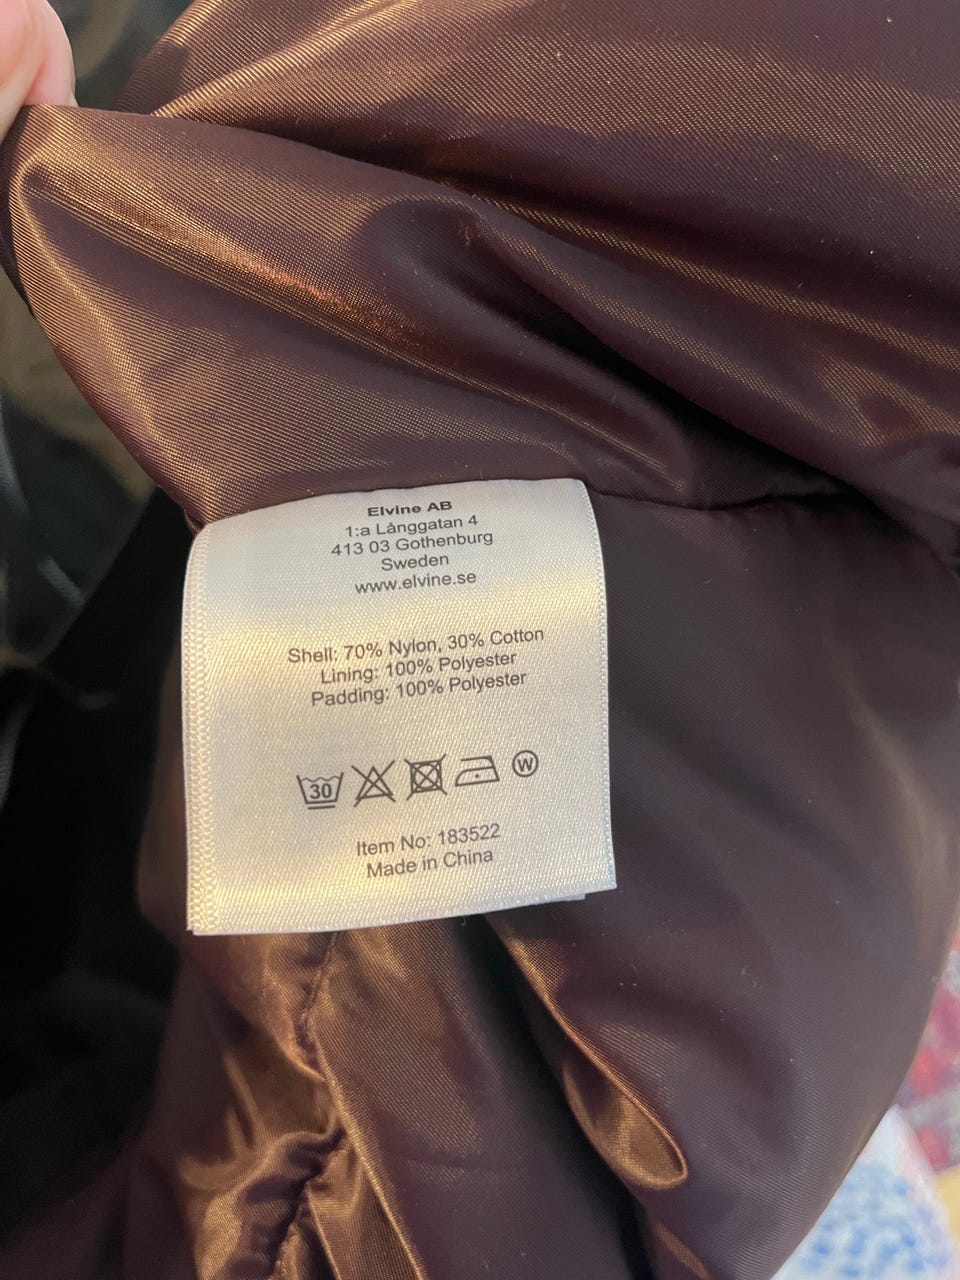 Elvine AB
1:a Långgatan 4
413 03 Gothenburg
Sweden
www.elvine.se
Shell: 70% Nylon, 30% Cotton
Lining: 100% Polyester
Padding: 100% Polyester
30 W
Item No: 183522
Made in China